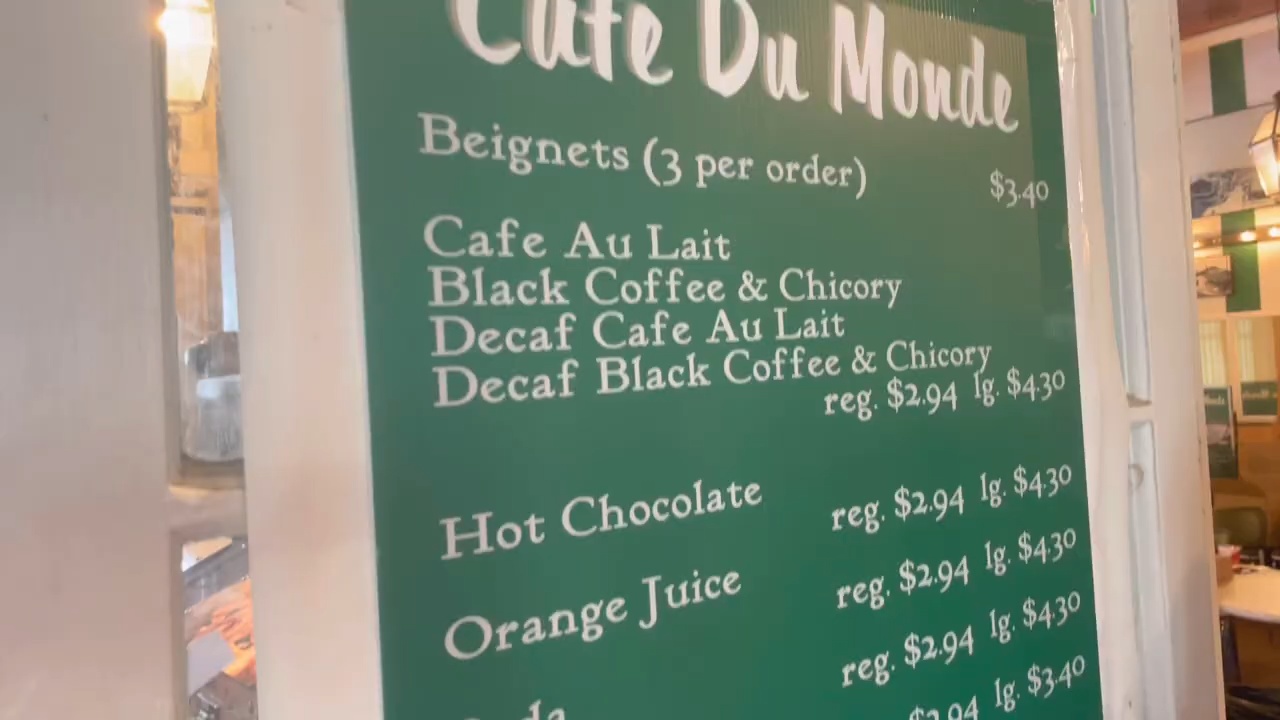 Cafe Du Monde
Beignets (3 per order) $3.40
Cafe Au Lait
Black Coffee & Chicory
Decaf Cafe Au Lait
Decaf Black Coffee & Chicory
reg. $2.94 lg. $4.30
Hot Chocolate reg. $2.94 lg. $4.30
Orange Juice reg. $2.94 lg. $4.30
reg. $2.94 lg. $4.30
lg. $3.40